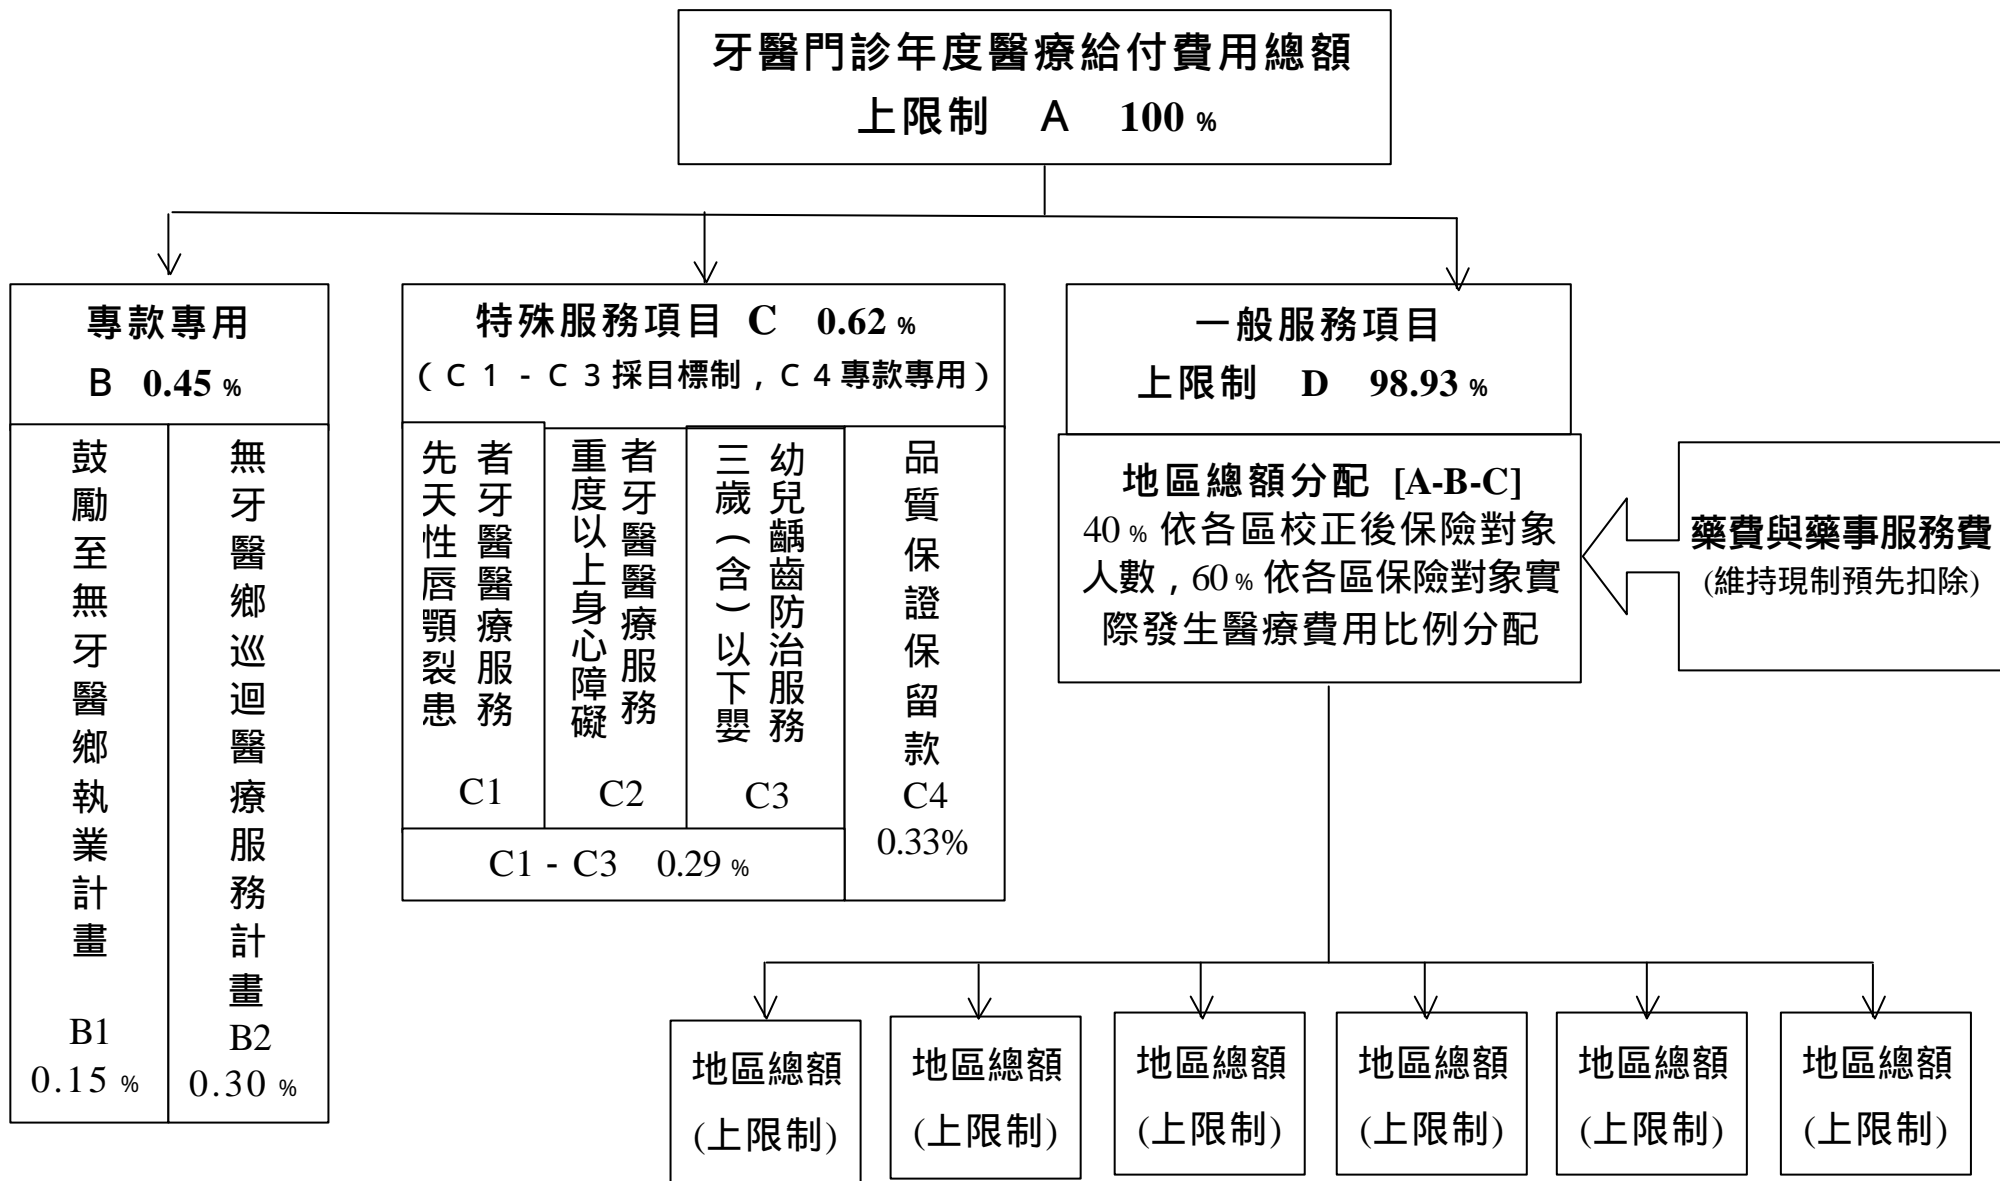 牙醫門診年度醫療給付費用總額
上限制 A 100 %
專款專用
B 0.45 %
鼓勵至無牙醫鄉執業計畫
B1
0.15 %
無牙醫鄉巡迴醫療服務計畫
B2
0.30 %
特殊服務項目 C 0.62 %
(C1-C3採目標制,C4專款專用)
先天性唇顎裂患
者牙醫醫療服務
C1
重度以上身心障礙
者牙醫醫療服務
C2
三歲(含)以下嬰
幼兒齲齒防治服務
C3
C1 - C3 0.29 %
品質保證保留款
C4
0.33%
一般服務項目
上限制 D 98.93 %
地區總額分配 [A-B-C]
40 % 依各區校正後保險對象
人數,60 % 依各區保險對象實
際發生醫療費用比例分配
藥費與藥事服務費
(維持現制預先扣除)
地區總額
(上限制)
地區總額
(上限制)
地區總額
(上限制)
地區總額
(上限制)
地區總額
(上限制)
地區總額
(上限制)